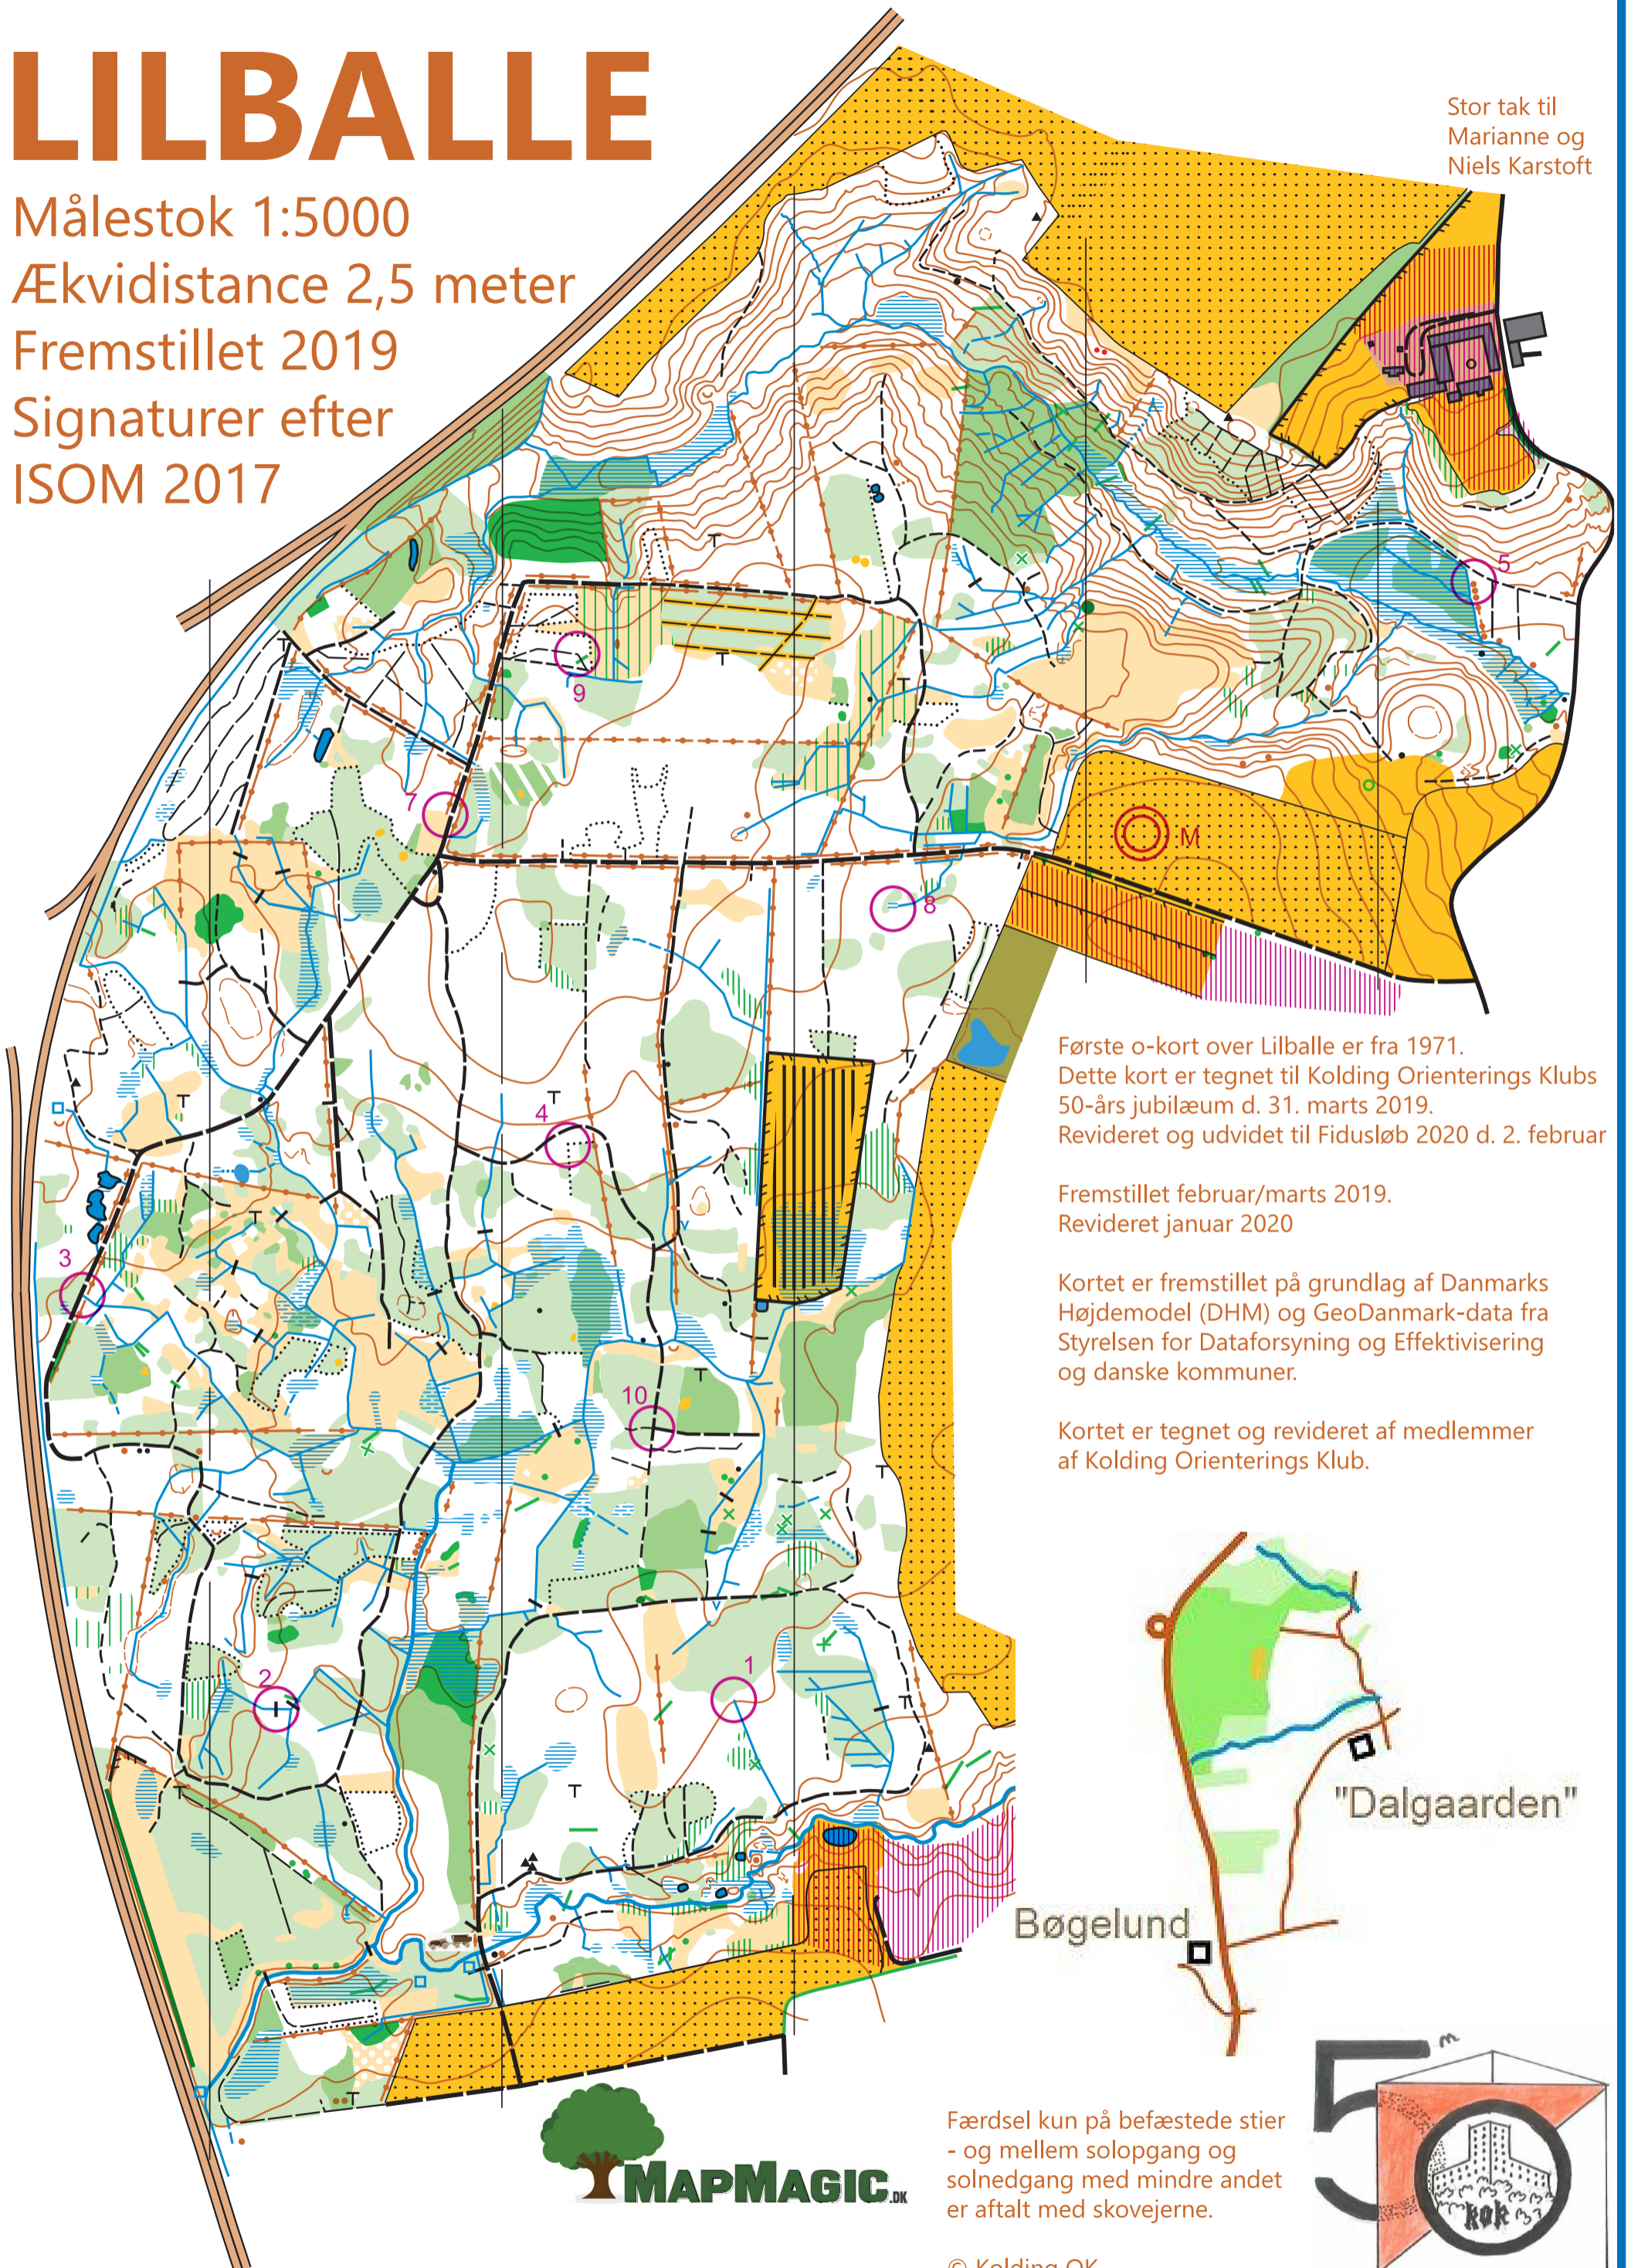 LILBALLE
Målestok 1:5000
Ækvidistance 2,5 meter
Fremstillet 2019
Signaturer efter
ISOM 2017
Stor tak til
Marianne og
Niels Karstoft
5
9
7
M
8
4
3
10
2
1
Første o-kort over Lilballe er fra 1971.
Dette kort er tegnet til Kolding Orienterings Klubs
50-års jubilæum d. 31. marts 2019.
Revideret og udvidet til Fidusløb 2020 d. 2. februar
Fremstillet februar/marts 2019.
Revideret januar 2020
Kortet er fremstillet på grundlag af Danmarks
Højdemodel (DHM) og GeoDanmark-data fra
Styrelsen for Dataforsyning og Effektivisering
og danske kommuner.
Kortet er tegnet og revideret af medlemmer
af Kolding Orienterings Klub.
"Dalgaarden"
Bøgelund
MAPMAGIC.DK
Færdsel kun på befæstede stier
- og mellem solopgang og
solnedgang med mindre andet
er aftalt med skovejerne.
© Kolding OK
50
KOK